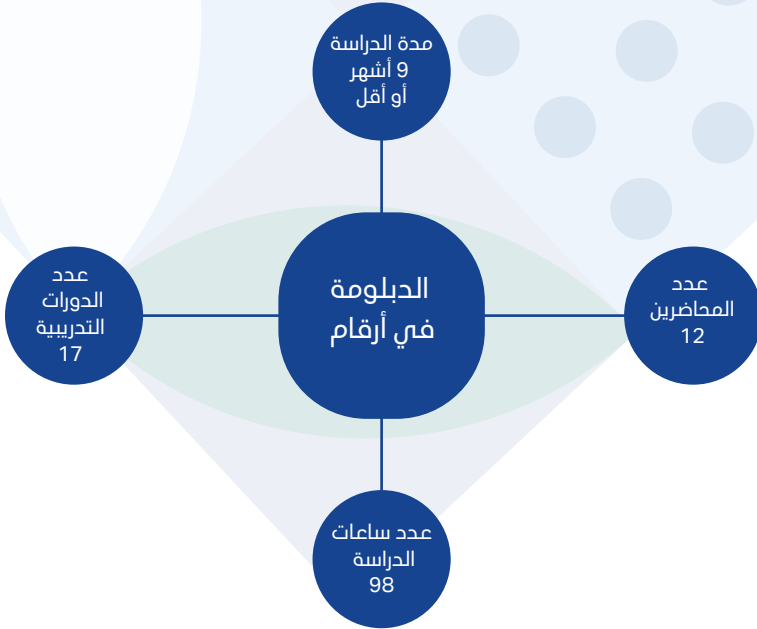 مدة الدراسة
9 أشهر
أو أقل
عدد
المحاضرين
12
الدبلومة
في أرقام
عدد
الدورات
التدريبية
17
عدد ساعات
الدراسة
98